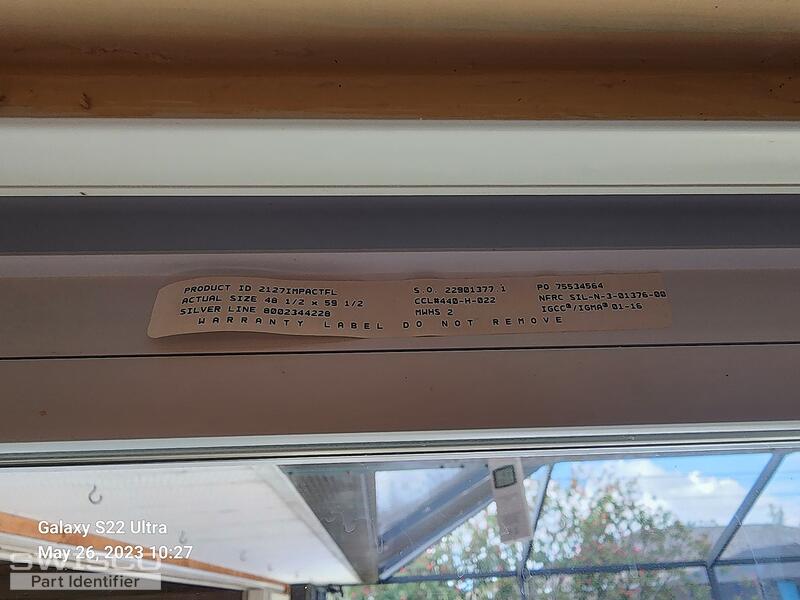 PRODUCT ID 2127IMPACTFL S.O. 22901377.1 PO 75534564
ACTUAL SIZE 48 1/2 x 59 1/2 CCL#440-H-022 NFRC SIL-N-3-01376-00
SILVER LINE 8002344228 MWHS 2 IGCC®/IGMA® 01-16
WARRANTY LABEL DO NOT REMOVE
Galaxy S22 Ultra
May 26, 2023 10:27
SWISCO
Part Identifier